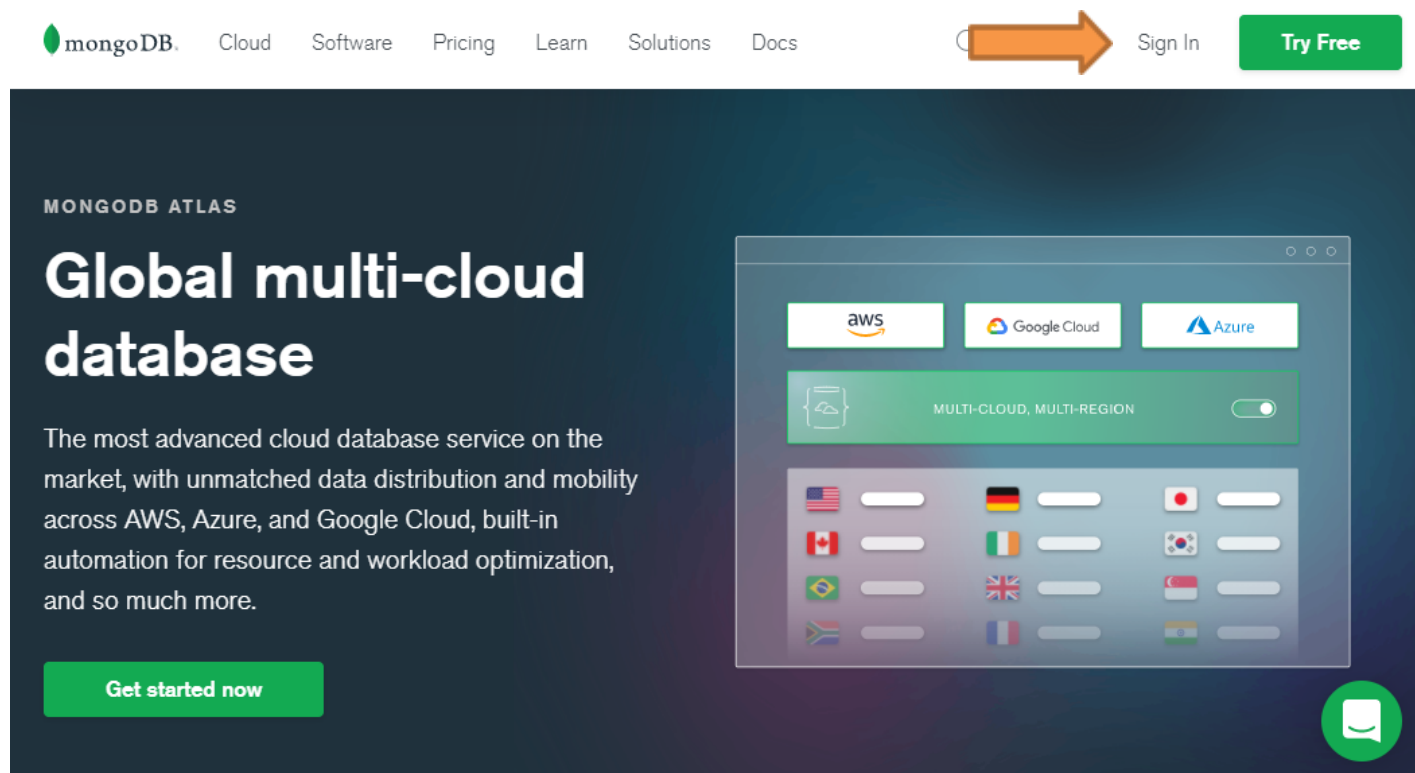 mongoDB.
Cloud
Software
Pricing
Learn
Solutions
Docs
Sign In
Try Free
MONGODB ATLAS
Global multi-cloud
database
The most advanced cloud database service on the
market, with unmatched data distribution and mobility
across AWS, Azure, and Google Cloud, built-in
automation for resource and workload optimization,
and so much more.
Get started now
aws
Google Cloud
Azure
MULTI-CLOUD, MULTI-REGION